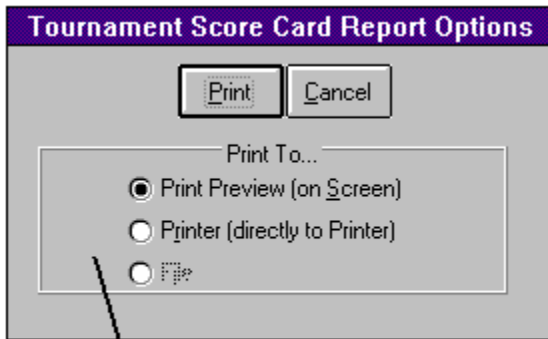 Tournament Score Card Report Options
Print Cancel
Print To...
Print Preview (on Screen)
Printer (directly to Printer)
File